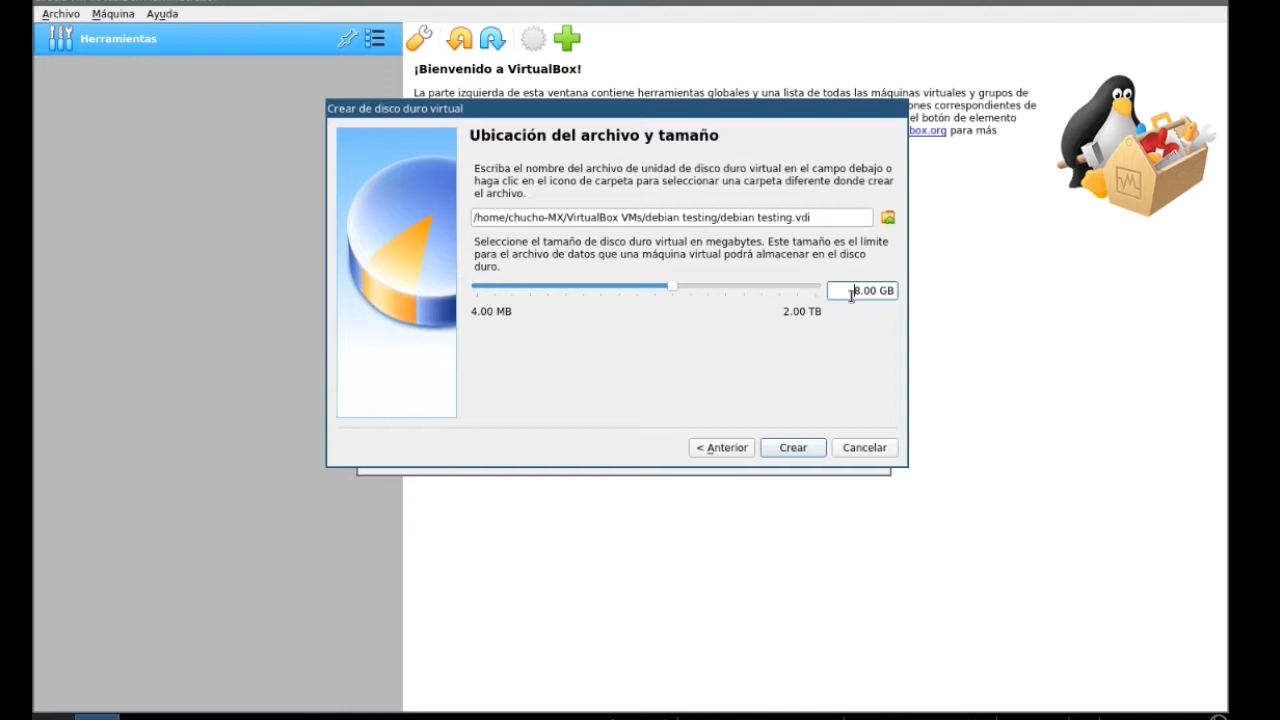 Archivo Máquina Ayuda
Herramientas
¡Bienvenido a VirtualBox!
La parte izquierda de esta ventana contiene herramientas globales y una lista de todas las máquinas virtuales y grupos de
ones correspondientes de
el botón de elemento
box.org para más
Crear de disco duro virtual
Ubicación del archivo y tamaño
Escriba el nombre del archivo de unidad de disco duro virtual en el campo debajo o
haga clic en el icono de carpeta para seleccionar una carpeta diferente donde crear
el archivo.
/home/chucho-MX/VirtualBox VMs/debian testing/debian testing.vdi
Seleccione el tamaño de disco duro virtual en megabytes. Este tamaño es el límite
para el archivo de datos que una máquina virtual podrá almacenar en el disco
duro.
8.00 GB
4.00 MB 2.00 TB
< Anterior Crear Cancelar